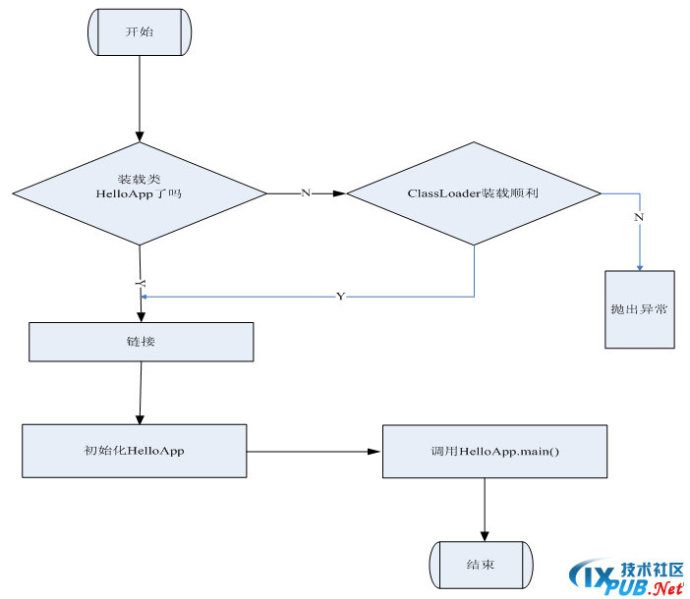 开始
装载类
HelloApp了吗
N
ClassLoader装载顺利
N
Y
Y
抛出异常
链接
初始化HelloApp
调用HelloApp.main()
结束
IX技术社区
PUB.Net